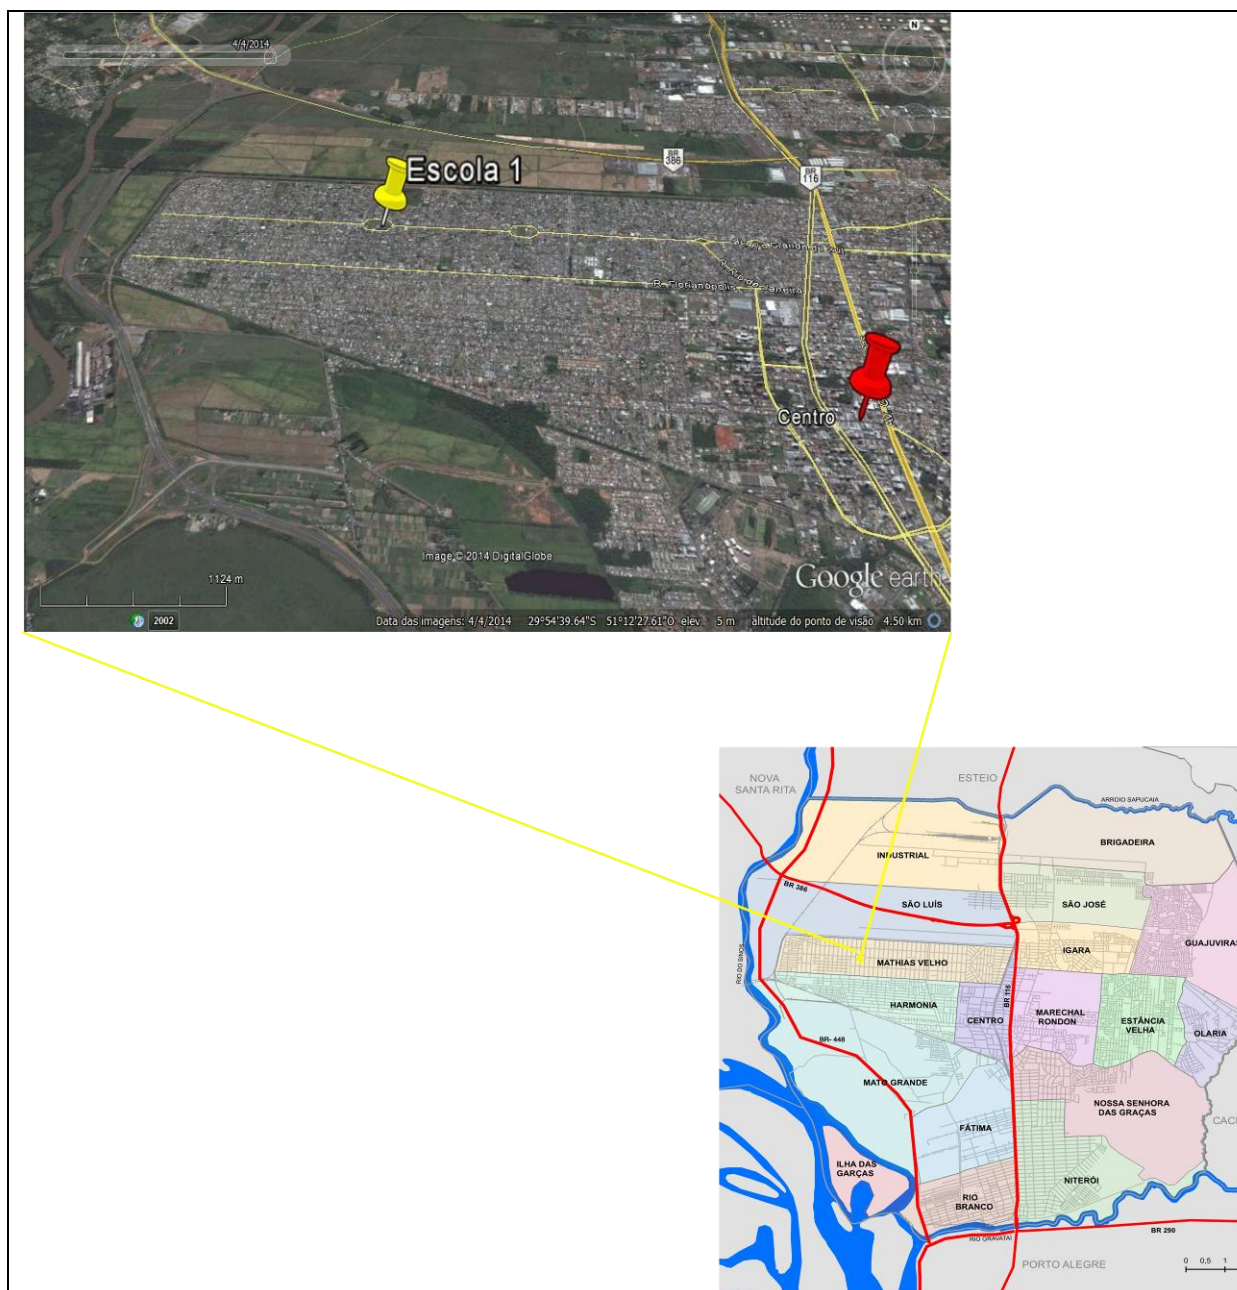 4/4/2014
N
Escola 1
BR
386
BR
116
R. Florianópolis
Centro
Image © 2014 DigitalGlobe
Google earth
1124 m
2002
Data das imagens: 4/4/2014 29°54'39.64"S 51°12'27.61"O elev 5 m altitude do ponto de visão 4.50 km
NOVA
SANTA RITA
ESTEIO
ARROIO SAPUCAIA
BRIGADEIRA
INDUSTRIAL
BR 386
SÃO LUÍS
SÃO JOSÉ
GUAJUVIRAS
IGARA
MATHIAS VELHO
RIO DO SINOS
BR 116
HARMONIA
CENTRO
MARECHAL
RONDON
ESTÂNCIA
VELHA
OLARIA
BR- 448
MATO GRANDE
NOSSA SENHORA
DAS GRAÇAS
CAC
FÁTIMA
ILHA DAS
GARÇAS
NITERÓI
RIO
BRANCO
BR 290
RIO GRAVATAÍ
PORTO ALEGRE
0 0,5 1